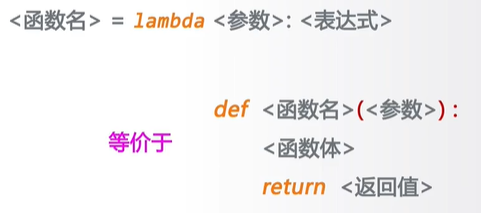 <函数名> = lambda <参数>: <表达式>
def <函数名>(<参数>) :
等价于
<函数体>
return <返回值>